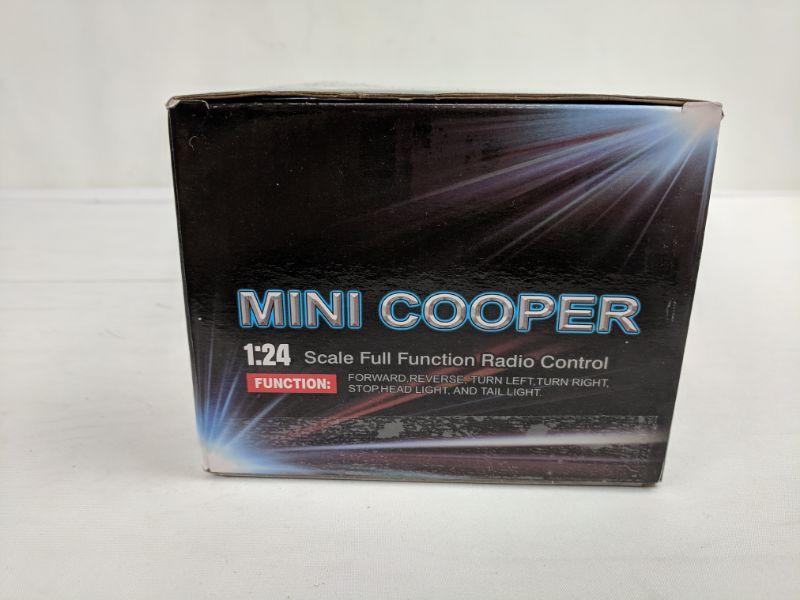 MINI COOPER
1:24 Scale Full Function Radio Control
FUNCTION: FORWARD,REVERSE, TURN LEFT,TURN RIGHT,
STOP,HEAD LIGHT, AND TAIL LIGHT.